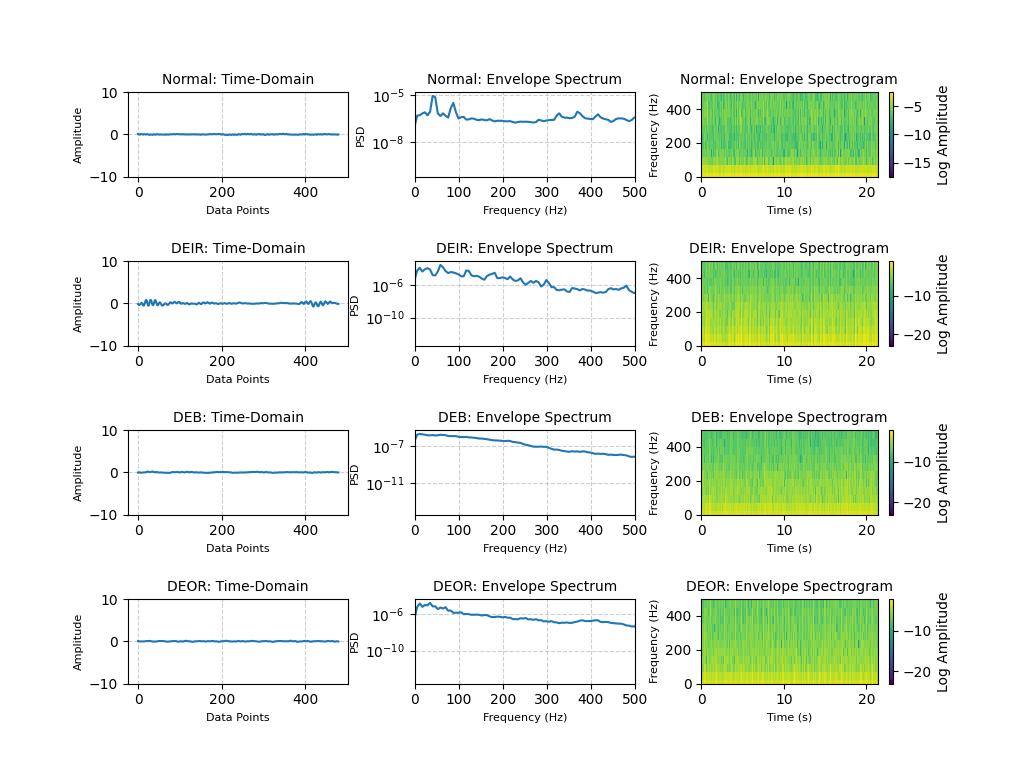 Normal: Time-Domain
Normal: Envelope Spectrum
Normal: Envelope Spectrogram
10
0
−10
Amplitude
0 200 400
Data Points
10⁻⁵
10⁻⁸
PSD
0 100 200 300 400 500
Frequency (Hz)
400
200
0
Frequency (Hz)
0 10 20
Time (s)
−5
−10
−15
Log Amplitude
DEIR: Time-Domain
DEIR: Envelope Spectrum
DEIR: Envelope Spectrogram
10
0
−10
Amplitude
0 200 400
Data Points
10⁻⁶
10⁻¹⁰
PSD
0 100 200 300 400 500
Frequency (Hz)
400
200
0
Frequency (Hz)
0 10 20
Time (s)
−10
−20
Log Amplitude
DEB: Time-Domain
DEB: Envelope Spectrum
DEB: Envelope Spectrogram
10
0
−10
Amplitude
0 200 400
Data Points
10⁻⁷
10⁻¹¹
PSD
0 100 200 300 400 500
Frequency (Hz)
400
200
0
Frequency (Hz)
0 10 20
Time (s)
−10
−20
Log Amplitude
DEOR: Time-Domain
DEOR: Envelope Spectrum
DEOR: Envelope Spectrogram
10
0
−10
Amplitude
0 200 400
Data Points
10⁻⁶
10⁻¹⁰
PSD
0 100 200 300 400 500
Frequency (Hz)
400
200
0
Frequency (Hz)
0 10 20
Time (s)
−10
−20
Log Amplitude